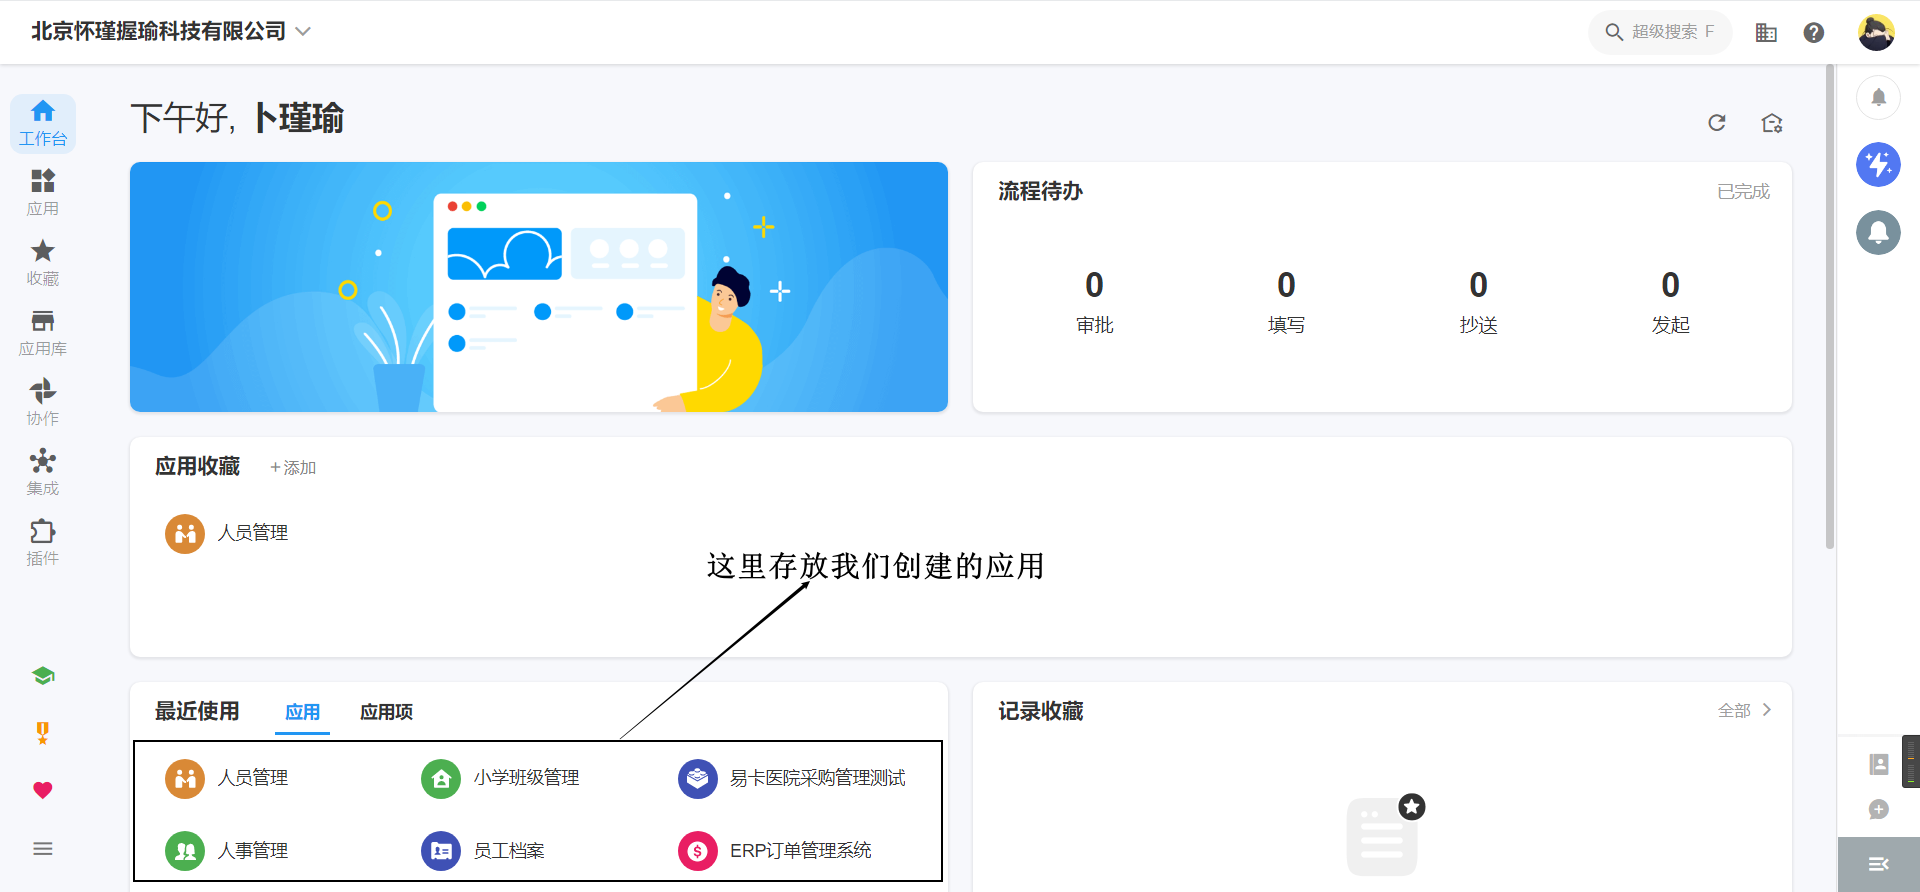 北京怀瑾握瑜科技有限公司
超级搜索 F
工作台
应用
收藏
应用库
协作
集成
插件
下午好, 卜瑾瑜
流程待办
已完成
0 0 0 0
审批 填写 抄送 发起
应用收藏 + 添加
人员管理
这里存放我们创建的应用
最近使用 应用 应用项
人员管理 小学班级管理 易卡医院采购管理测试
人事管理 员工档案 ERP订单管理系统
记录收藏 全部